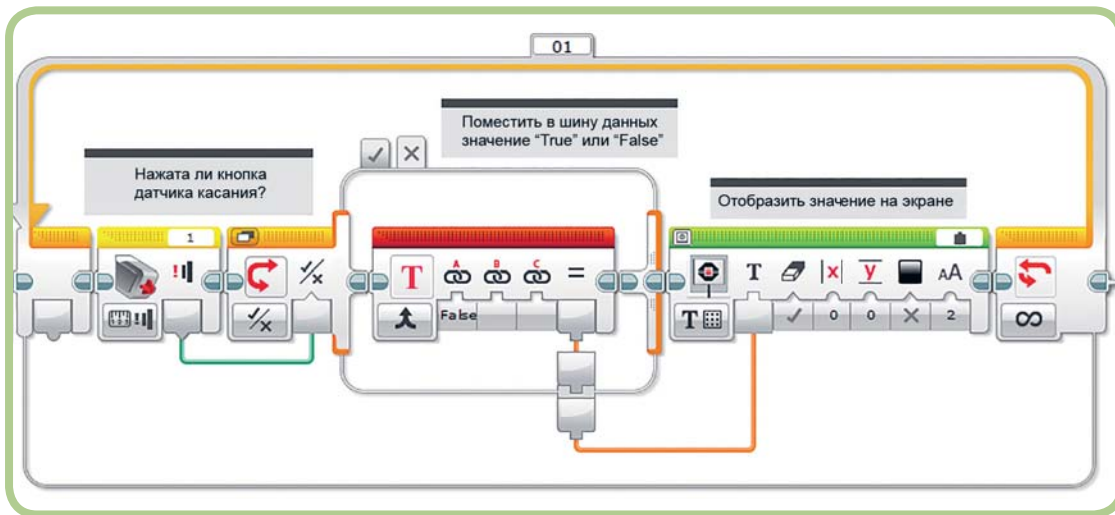 01
Поместить в шину данных
значение “True” или “False”
Нажата ли кнопка
датчика касания?
Отобразить значение на экране
1
T
A B C
=
T
x
y
AA
False
T
0
0
2